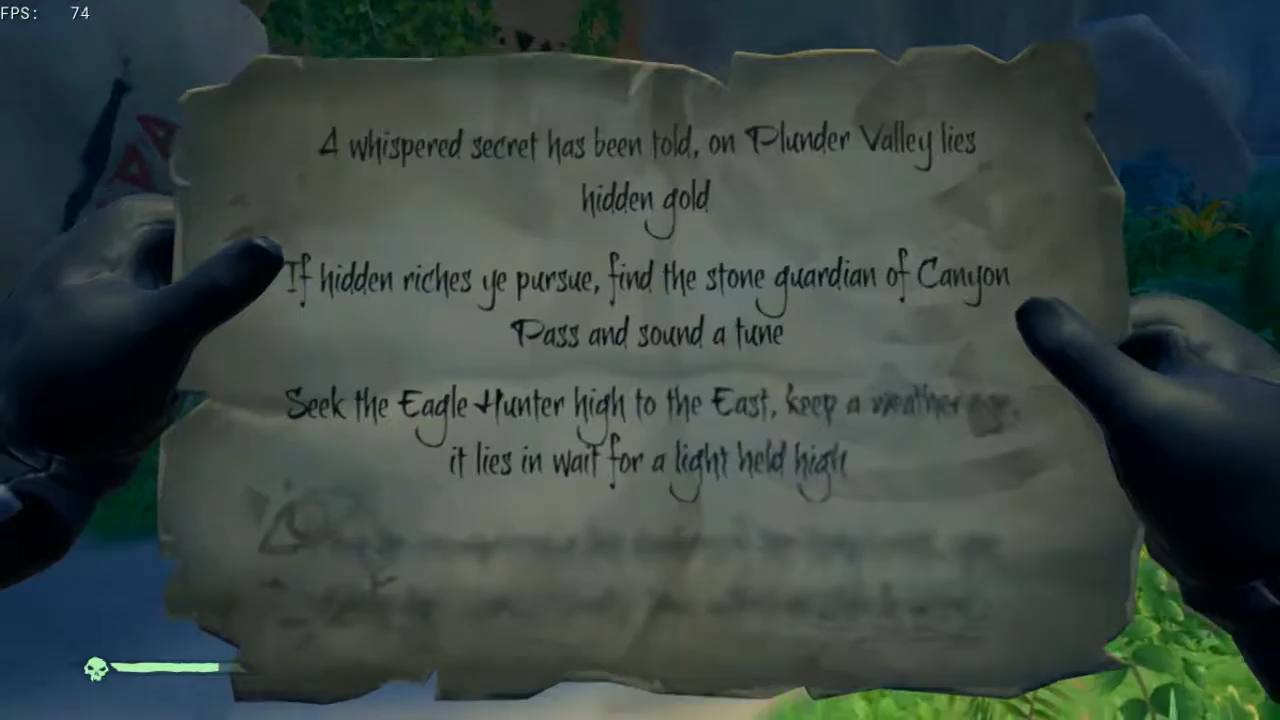 FPS: 74
A whispered secret has been told, on Plunder Valley lies
hidden gold
If hidden riches ye pursue, find the stone guardian of Canyon
Pass and sound a tune
Seek the Eagle Hunter high to the East, keep a weather
it lies in wait for a light held high